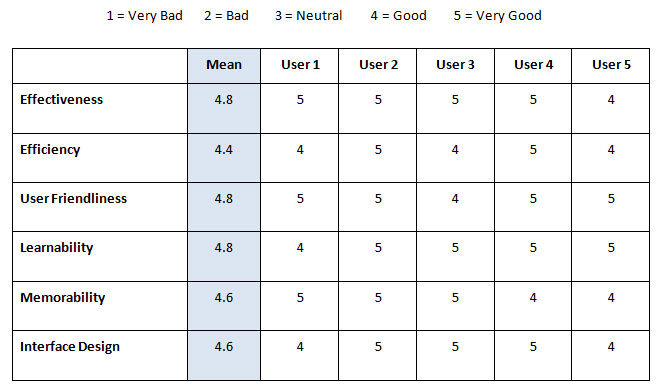 1 = Very Bad 2 = Bad 3 = Neutral 4 = Good 5 = Very Good
Mean User 1 User 2 User 3 User 4 User 5
Effectiveness 4.8 5 5 5 5 4
Efficiency 4.4 4 5 4 5 4
User Friendliness 4.8 5 5 4 5 5
Learnability 4.8 4 5 5 5 5
Memorability 4.6 5 5 5 4 4
Interface Design 4.6 4 5 5 5 4